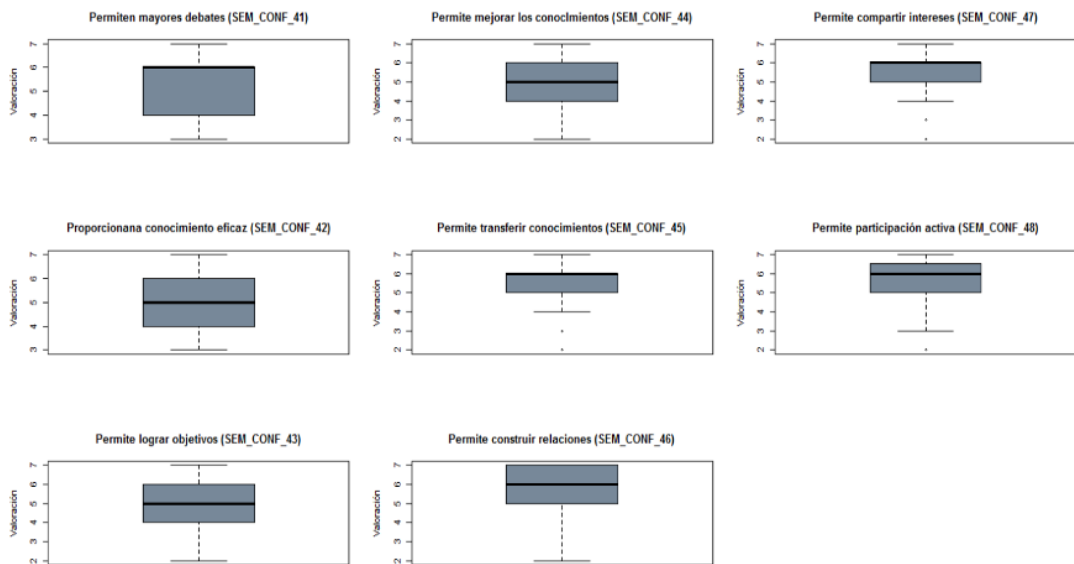 Permiten mayores debates (SEM_CONF_41)
Valoración
7
6
5
4
3
Permite mejorar los conoclmientos (SEM_CONF_44)
Valoración
7
6
5
4
3
2
Permite compartir intereses (SEM_CONF_47)
Valoración
7
6
5
4
3
2
Proporcionana conocimiento eficaz (SEM_CONF_42)
Valoración
7
6
5
4
3
Permite transferir conocimientos (SEM_CONF_45)
Valoración
7
6
5
4
3
2
Permite participación activa (SEM_CONF_48)
Valoración
7
6
5
4
3
2
Permite lograr objetivos (SEM_CONF_43)
Valoración
7
6
5
4
3
2
Permite construir relaciones (SEM_CONF_46)
Valoración
7
6
5
4
3
2